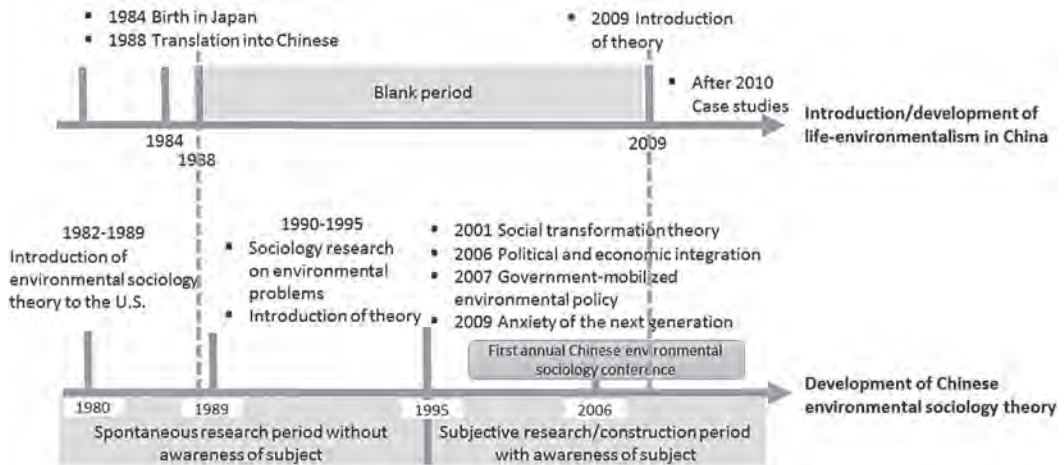 ▪ 1984 Birth in Japan
▪ 1988 Translation into Chinese
▪ 2009 Introduction
of theory
Blank period
▪ After 2010
Case studies
1984
1988
2009
Introduction/development of
life-environmentalism in China
1982-1989
Introduction of
environmental sociology
theory to the U.S.
1990-1995
▪ Sociology research
on environmental
problems
▪ Introduction of theory
▪ 2001 Social transformation theory
▪ 2006 Political and economic integration
▪ 2007 Government-mobilized
environmental policy
▪ 2009 Anxiety of the next generation
First annual Chinese environmental
sociology conference
1980
1989
1995
2006
Development of Chinese
environmental sociology theory
Spontaneous research period without
awareness of subject
Subjective research/construction period
with awareness of subject